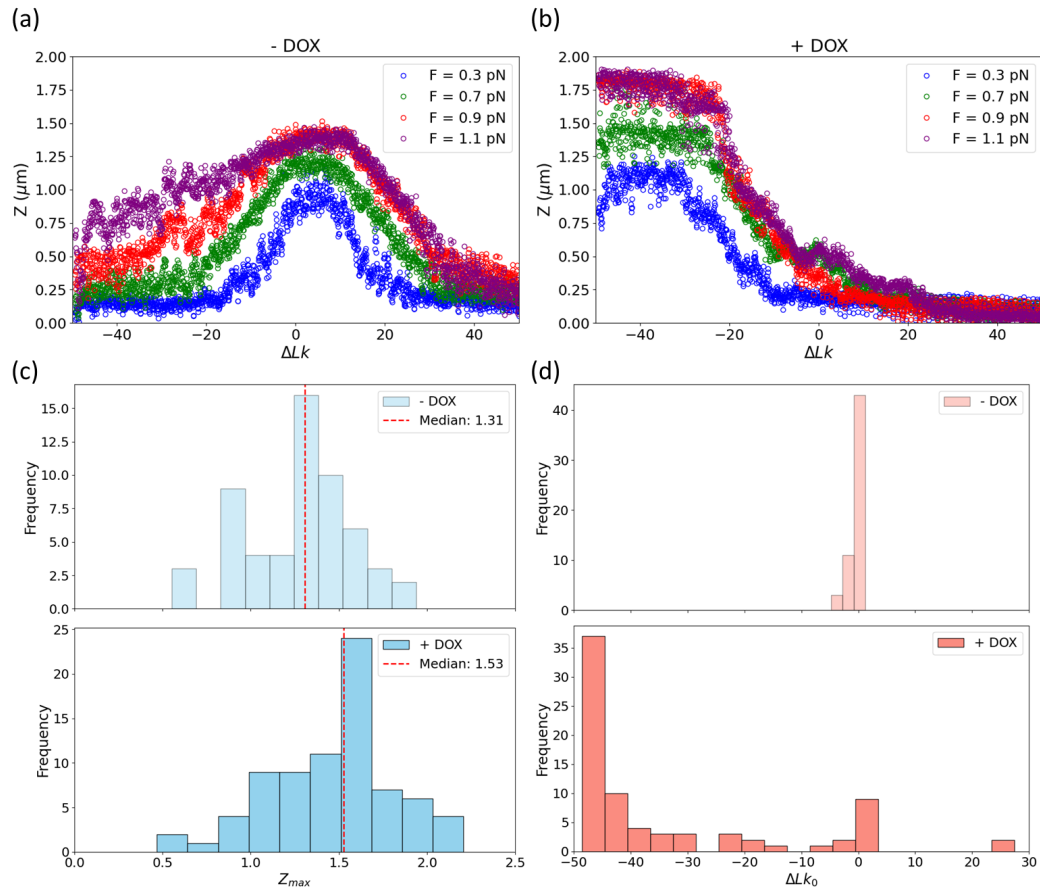 (a)
- DOX
2.00
1.75
1.50
1.25
1.00
0.75
0.50
0.25
0.00
Z (μm)
F = 0.3 pN
F = 0.7 pN
F = 0.9 pN
F = 1.1 pN
-40
-20
0
20
40
ΔLk
(b)
+ DOX
2.00
1.75
1.50
1.25
1.00
0.75
0.50
0.25
0.00
Z (μm)
F = 0.3 pN
F = 0.7 pN
F = 0.9 pN
F = 1.1 pN
−40
−20
0
20
40
ΔLk
(c)
15.0
12.5
10.0
7.5
5.0
2.5
0.0
Frequency
- DOX
Median: 1.31
25
20
15
10
5
0
Frequency
+ DOX
Median: 1.53
0.0
0.5
1.0
1.5
2.0
2.5
Zmax
(d)
40
30
20
10
0
Frequency
- DOX
35
30
25
20
15
10
5
0
Frequency
+ DOX
−50
−40
−30
−20
−10
0
10
20
30
ΔLk0